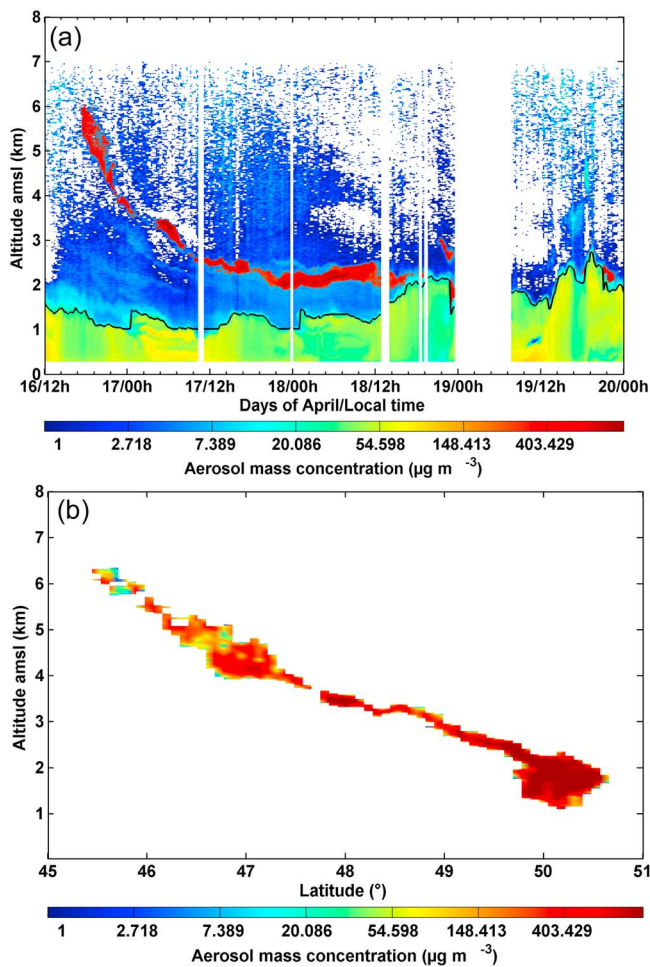 (a)
8
7
6
5
4
3
2
1
0
Altitude amsl (km)
16/12h 17/00h 17/12h 18/00h 18/12h 19/00h 19/12h 20/00h
Days of April/Local time
1 2.718 7.389 20.086 54.598 148.413 403.429
Aerosol mass concentration (µg m ⁻³)
(b)
8
7
6
5
4
3
2
1
Altitude amsl (km)
45 46 47 48 49 50 51
Latitude (°)
1 2.718 7.389 20.086 54.598 148.413 403.429
Aerosol mass concentration (µg m ⁻³)